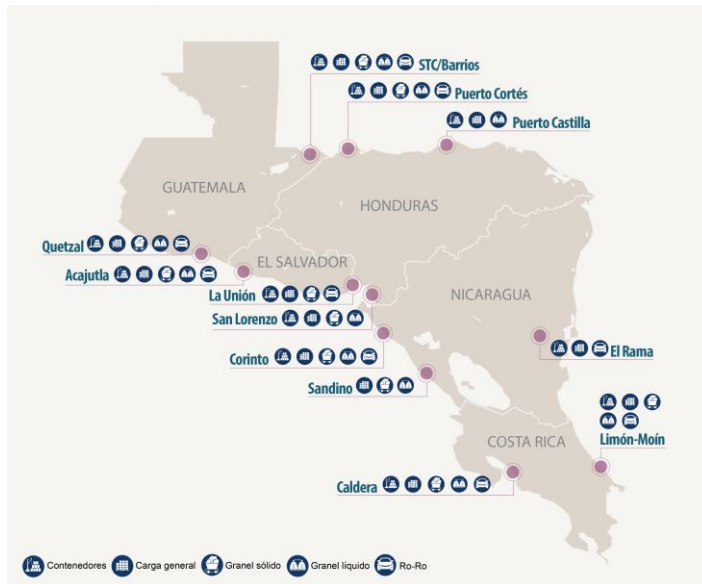 STC/Barrios
Puerto Cortés
Puerto Castilla
GUATEMALA
HONDURAS
Quetzal
EL SALVADOR
Acajutla
La Unión
NICARAGUA
San Lorenzo
Corinto
El Rama
Sandino
COSTA RICA
Limón-Moín
Caldera
Contenedores
Carga general
Granel sólido
Granel líquido
Ro-Ro